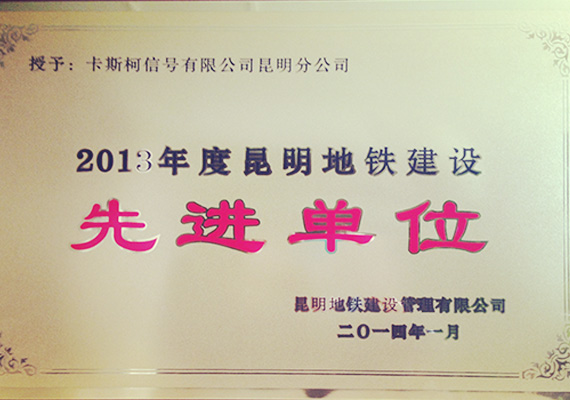 授予：卡斯柯信号有限公司昆明分公司
2013年度昆明地铁建设
先进单位
昆明地铁建设管理有限公司
二〇一四年一月